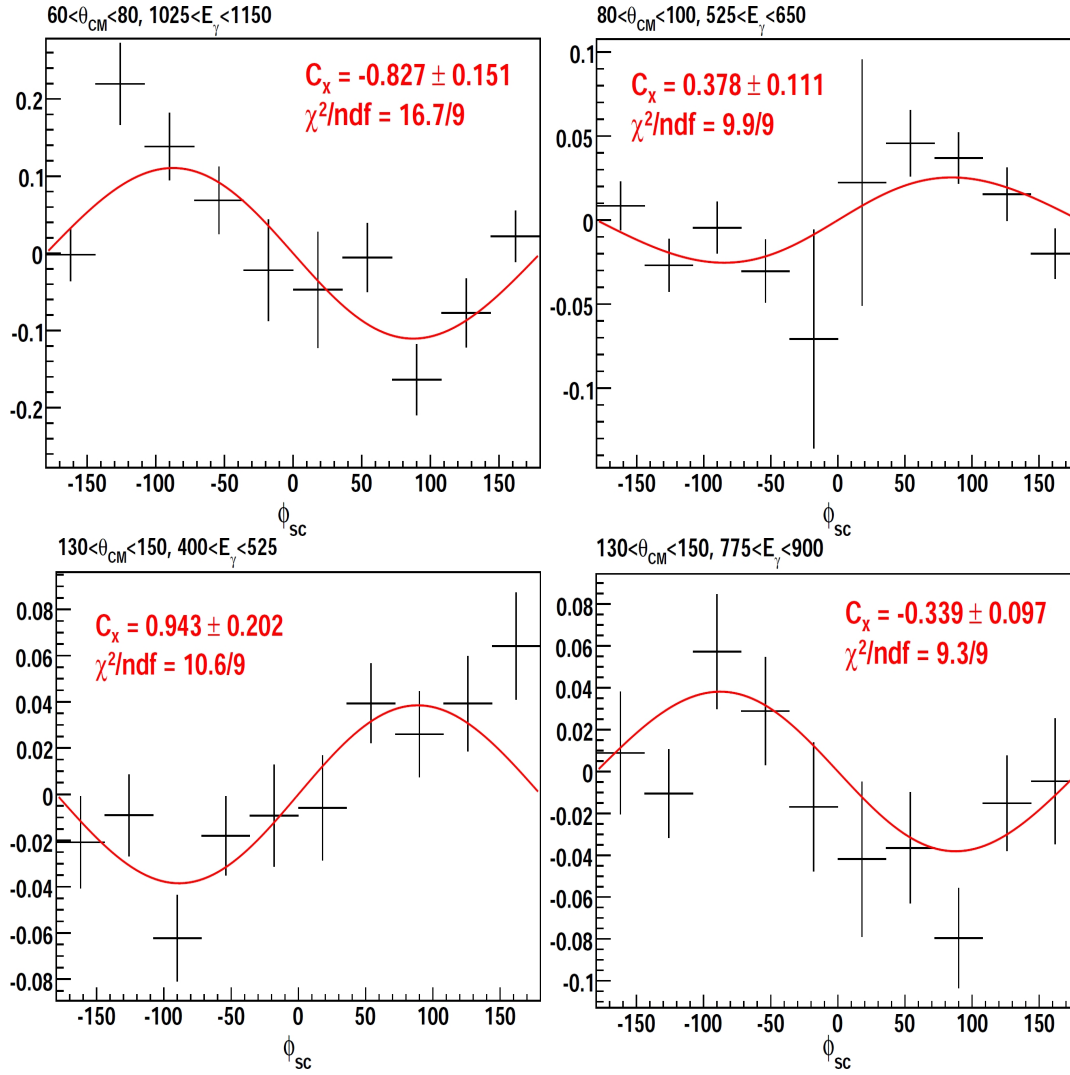 60<θCM<80, 1025<Eγ<1150
Cx = -0.827 ± 0.151
χ²/ndf = 16.7/9
0.2
0.1
0
-0.1
-0.2
-150 -100 -50 0 50 100 150
ϕSC
80<θCM<100, 525<Eγ<650
Cx = 0.378 ± 0.111
χ²/ndf = 9.9/9
0.1
0.05
0
-0.05
-0.1
-150 -100 -50 0 50 100 150
ϕSC
130<θCM<150, 400<Eγ<525
Cx = 0.943 ± 0.202
χ²/ndf = 10.6/9
0.08
0.06
0.04
0.02
0
-0.02
-0.04
-0.06
-0.08
-150 -100 -50 0 50 100 150
ϕSC
130<θCM<150, 775<Eγ<900
Cx = -0.339 ± 0.097
χ²/ndf = 9.3/9
0.08
0.06
0.04
0.02
0
-0.02
-0.04
-0.06
-0.08
-0.1
-150 -100 -50 0 50 100 150
ϕSC